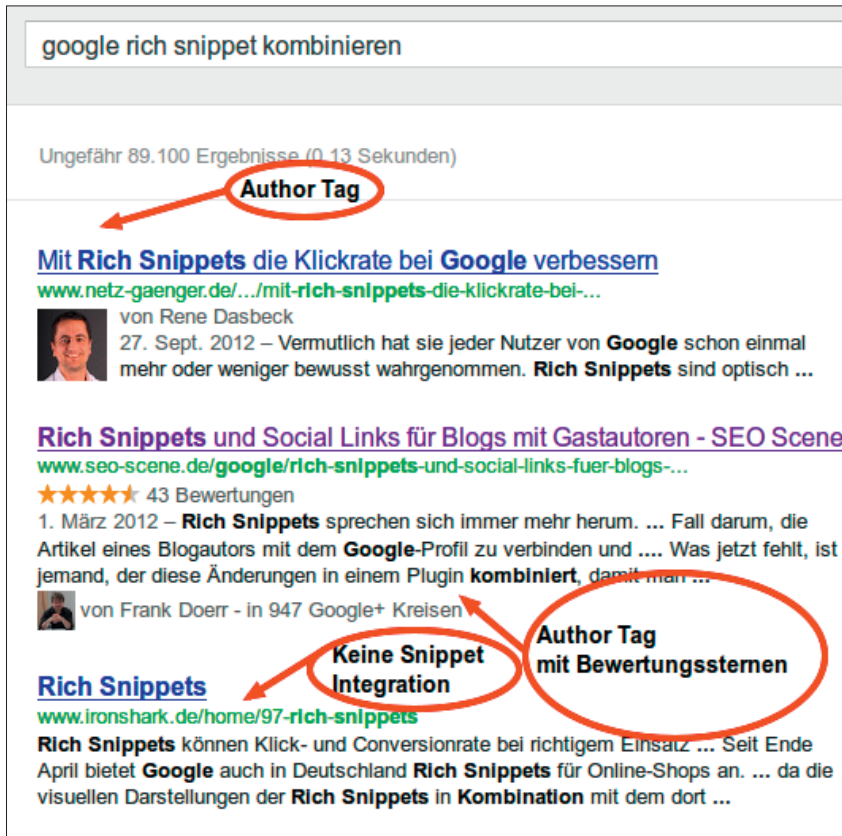 google rich snippet kombinieren
Ungefähr 89.100 Ergebnisse (0,13 Sekunden)
Author Tag
Mit Rich Snippets die Klickrate bei Google verbessern
www.netz-gaenger.de/.../mit-rich-snippets-die-klickrate-bei-...
von Rene Dasbeck
27. Sept. 2012 – Vermutlich hat sie jeder Nutzer von Google schon einmal
mehr oder weniger bewusst wahrgenommen. Rich Snippets sind optisch ...
Rich Snippets und Social Links für Blogs mit Gastautoren - SEO Scene
www.seo-scene.de/google/rich-snippets-und-social-links-fuer-blogs-...
43 Bewertungen
1. März 2012 – Rich Snippets sprechen sich immer mehr herum. ... Fall darum, die
Artikel eines Blogautors mit dem Google-Profil zu verbinden und .... Was jetzt fehlt, ist
jemand, der diese Änderungen in einem Plugin kombiniert, damit man ...
von Frank Doerr - in 947 Google+ Kreisen
Author Tag
mit Bewertungssternen
Keine Snippet
Integration
Rich Snippets
www.ironshark.de/home/97-rich-snippets
Rich Snippets können Klick- und Conversionrate bei richtigem Einsatz ... Seit Ende
April bietet Google auch in Deutschland Rich Snippets für Online-Shops an. ... da die
visuellen Darstellungen der Rich Snippets in Kombination mit dem dort ...